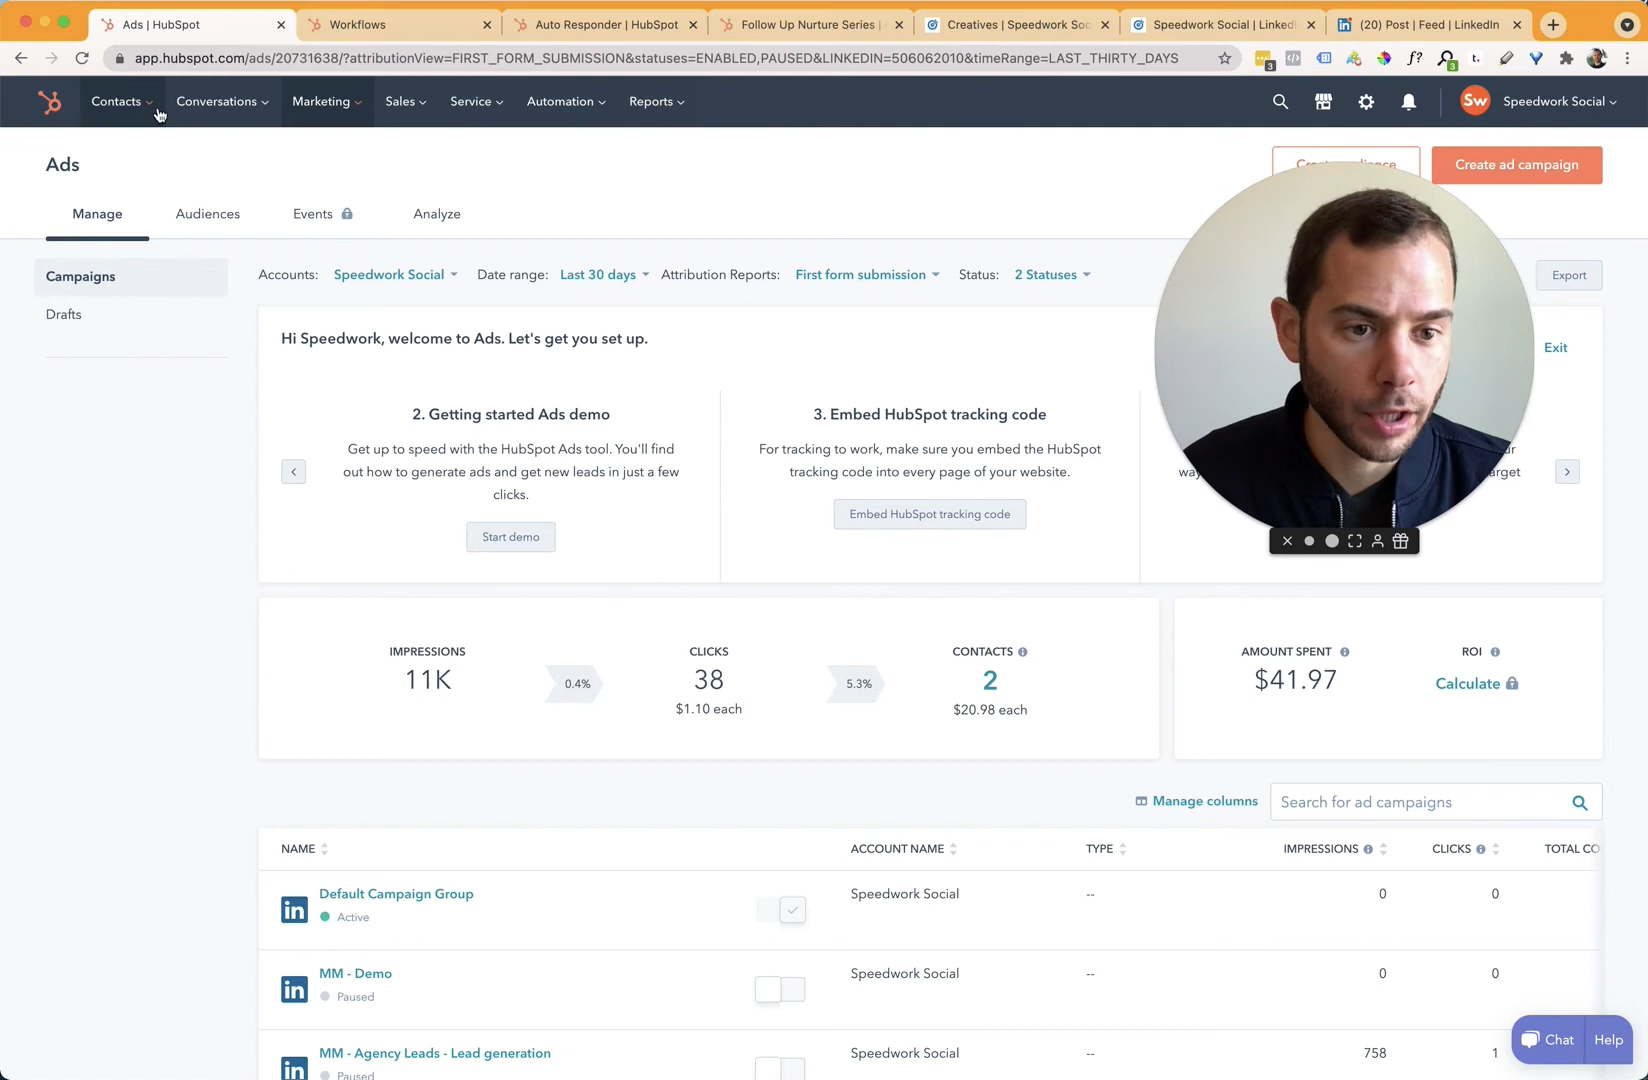 Ads | HubSpot
Workflows
Auto Responder | HubSpot
Follow Up Nurture Series |
Creatives | Speedwork Soc
Speedwork Social | LinkedI
(20) Post | Feed | LinkedIn
app.hubspot.com/ads/20731638/?attributionView=FIRST_FORM_SUBMISSION&statuses=ENABLED,PAUSED&LINKEDIN=506062010&timeRange=LAST_THIRTY_DAYS
3
t.
f?
3
Contacts
Conversations
Marketing
Sales
Service
Automation
Reports
Sw
Speedwork Social
Ads
Create ad campaign
Manage
Audiences
Events
Analyze
Campaigns
Drafts
Accounts: Speedwork Social
Date range: Last 30 days
Attribution Reports: First form submission
Status: 2 Statuses
Export
Hi Speedwork, welcome to Ads. Let's get you set up.
Exit
2. Getting started Ads demo
Get up to speed with the HubSpot Ads tool. You'll find
out how to generate ads and get new leads in just a few
clicks.
Start demo
3. Embed HubSpot tracking code
For tracking to work, make sure you embed the HubSpot
tracking code into every page of your website.
Embed HubSpot tracking code
IMPRESSIONS
11K
0.4%
CLICKS
38
$1.10 each
5.3%
CONTACTS
2
$20.98 each
AMOUNT SPENT
$41.97
ROI
Calculate
Manage columns
Search for ad campaigns
NAME
ACCOUNT NAME
TYPE
IMPRESSIONS
CLICKS
TOTAL CO
Default Campaign Group
Active
Speedwork Social
--
0
0
MM - Demo
Paused
Speedwork Social
--
0
0
MM - Agency Leads - Lead generation
Paused
Speedwork Social
--
758
1
Chat
Help